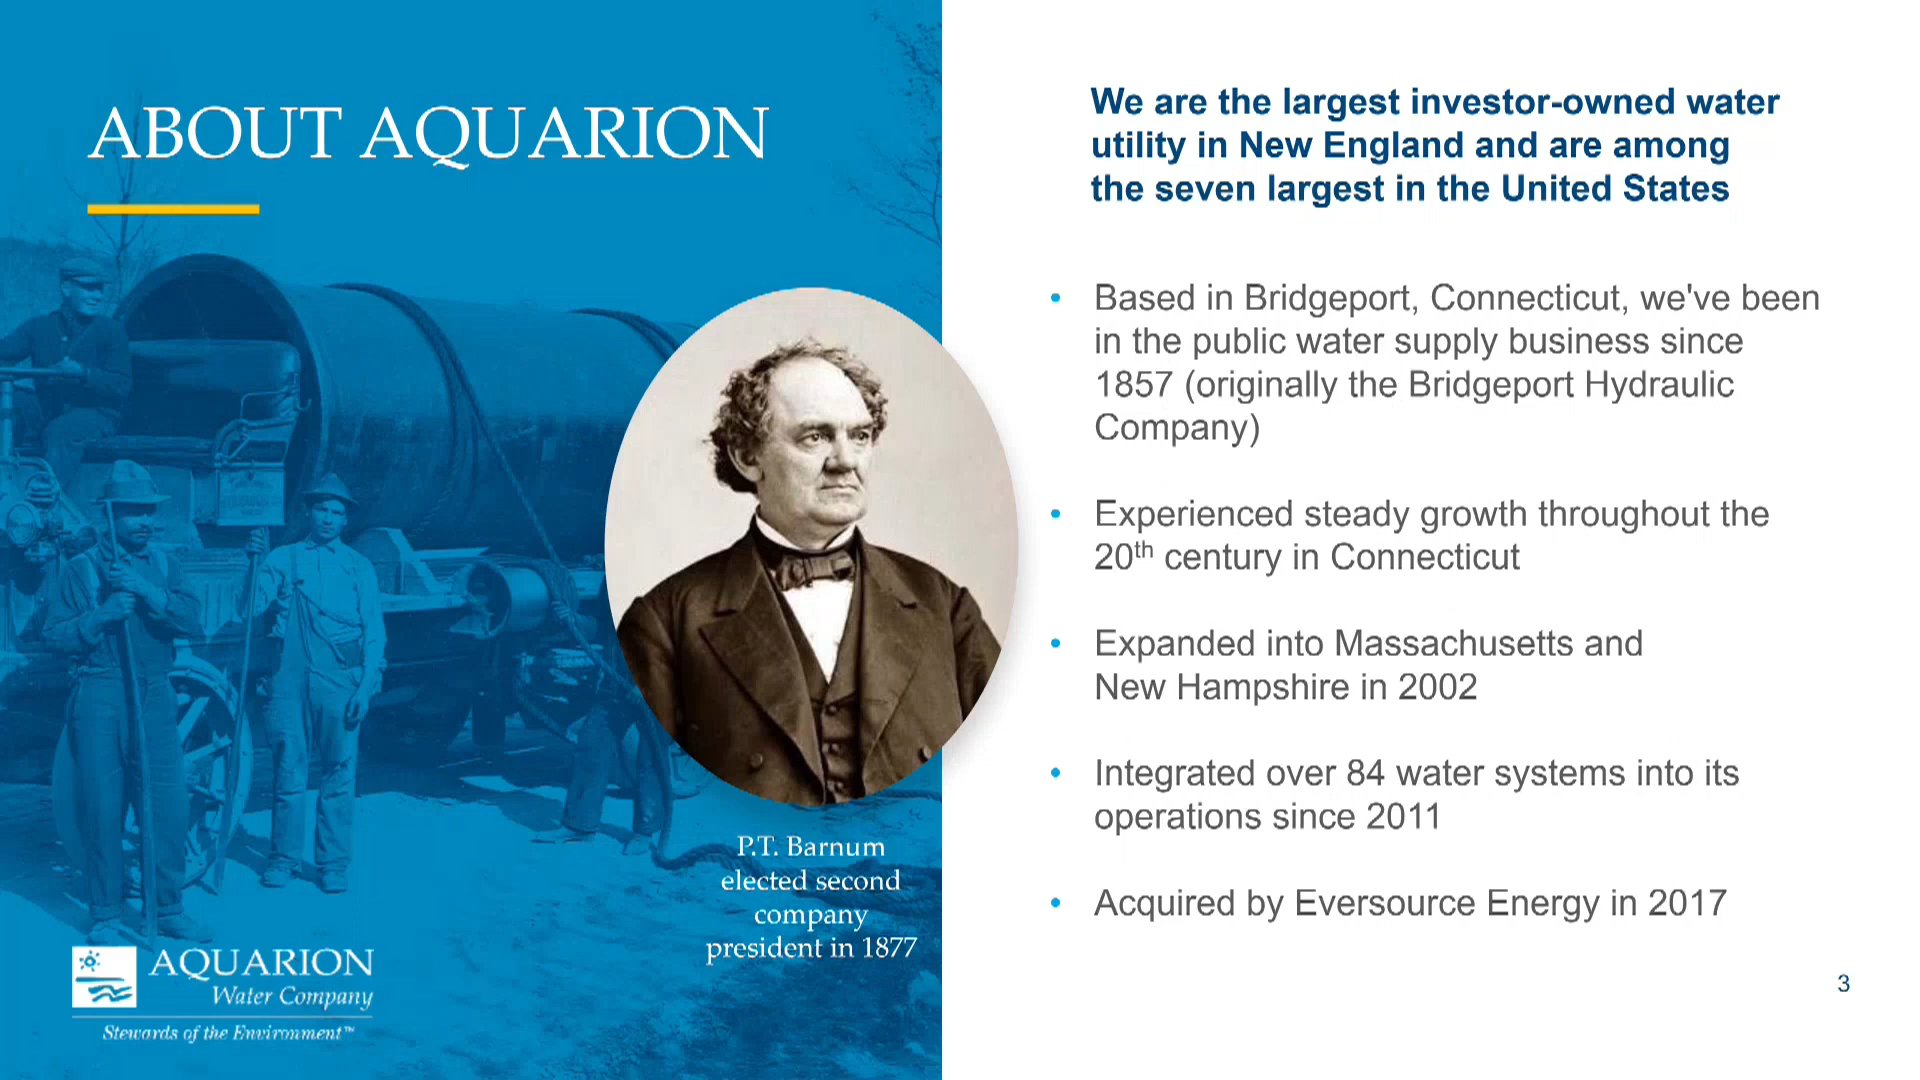 ABOUT AQUARION
P.T. Barnum
elected second
company
president in 1877
AQUARION
Water Company
Stewards of the Environment™
We are the largest investor-owned water
utility in New England and are among
the seven largest in the United States
• Based in Bridgeport, Connecticut, we've been
in the public water supply business since
1857 (originally the Bridgeport Hydraulic
Company)
• Experienced steady growth throughout the
20th century in Connecticut
• Expanded into Massachusetts and
New Hampshire in 2002
• Integrated over 84 water systems into its
operations since 2011
• Acquired by Eversource Energy in 2017
3